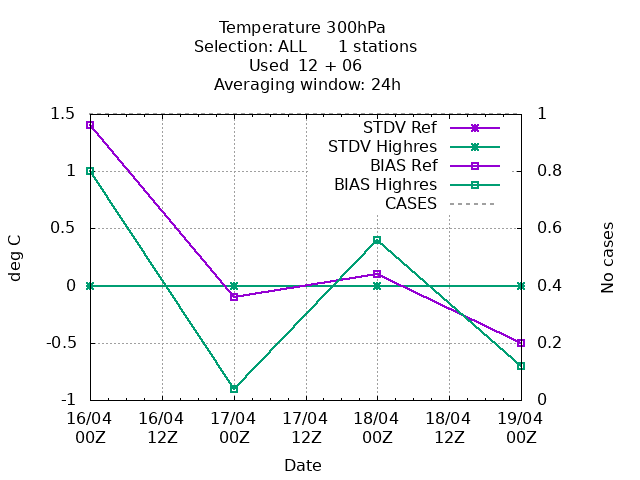 Temperature 300hPa
Selection: ALL 1 stations
Used 12 + 06
Averaging window: 24h
1.5
1
0.5
0
-0.5
-1
deg C
1
0.8
0.6
0.4
0.2
0
No cases
STDV Ref
STDV Highres
BIAS Ref
BIAS Highres
CASES
16/04 16/04 17/04 17/04 18/04 18/04 19/04
00Z 12Z 00Z 12Z 00Z 12Z 00Z
Date